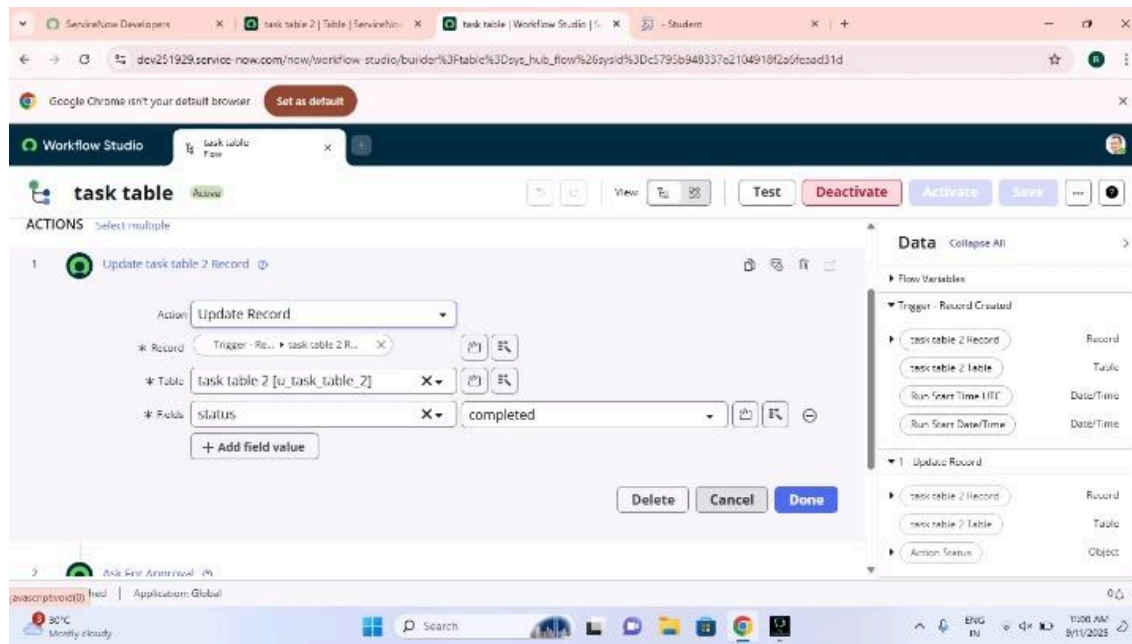 ServiceNow Developers
task table 2 | Table | ServiceNo
task table | Workflow Studio | S
- Student
dev251929.service-now.com/now/workflow-studio/builder%3Ftable%3Dsys_hub_flow%26sysId%3Dc5795b948337e2104918f2a6feaad31d
Google Chrome isn't your default browser
Set as default
Workflow Studio
task table
Flow
task table
Active
View:
Test
Deactivate
Activate
Save
ACTIONS
Select multiple
Data
Collapse All
1
Update task table 2 Record
Flow Variables
Trigger - Record Created
Action
Update Record
task table 2 Record
Record
* Record
Trigger - Re...
task table 2 R...
task table 2 Table
Table
* Table
task table 2 [u_task_table_2]
Run Start Time UTC
Date/Time
* Fields
status
completed
Run Start Date/Time
Date/Time
+ Add field value
1 - Update Record
Delete
Cancel
Done
task table 2 Record
Record
task table 2 Table
Table
Action Status
Object
2
Ask For Approval
avascript:void(0)
hed
Application: Global
0
30°C
Mostly cloudy
Search
ENG
IN
11:00 AM
9/11/2025